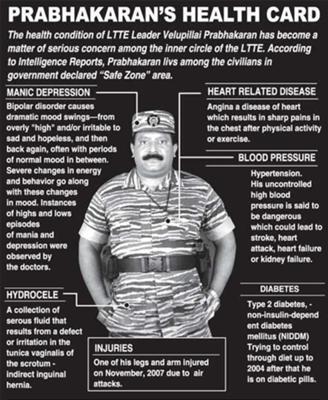 PRABHAKARAN'S HEALTH CARD
The health condition of LTTE Leader Velupillai Prabhakaran has become a
matter of serious concern among the inner circle of the LTTE. According
to Intelligence Reports, Prabhakaran livs among the civilians in
government declared "Safe Zone" area.
MANIC DEPRESSION
Bipolar disorder causes
dramatic mood swings—from
overly "high" and/or irritable to
sad and hopeless, and then
back again, often with periods
of normal mood in between.
Severe changes in energy
and behavior go along
with these changes
in mood. Instances
of highs and lows
episodes
of mania and
depression were
observed by
the doctors.
HEART RELATED DISEASE
Angina a disease of heart
which results in sharp pains in
the chest after physical activity
or exercise.
BLOOD PRESSURE
Hypertension.
His uncontrolled
high blood
pressure is said to
be dangerous
which could lead to
stroke, heart
attack, heart failure
or kidney failure.
HYDROCELE
A collection of
serous fluid that
results from a defect
or irritation in the
tunica vaginalis of
the scrotum -
indirect inguinal
hernia.
INJURIES
One of his legs and arm injured
on November, 2007 due to air
attacks.
DIABETES
Type 2 diabetes, -
non-insulin-depend
ent diabetes
mellitus (NIDDM)
Trying to control
through diet up to
2004 after that he
is on diabetic pills.